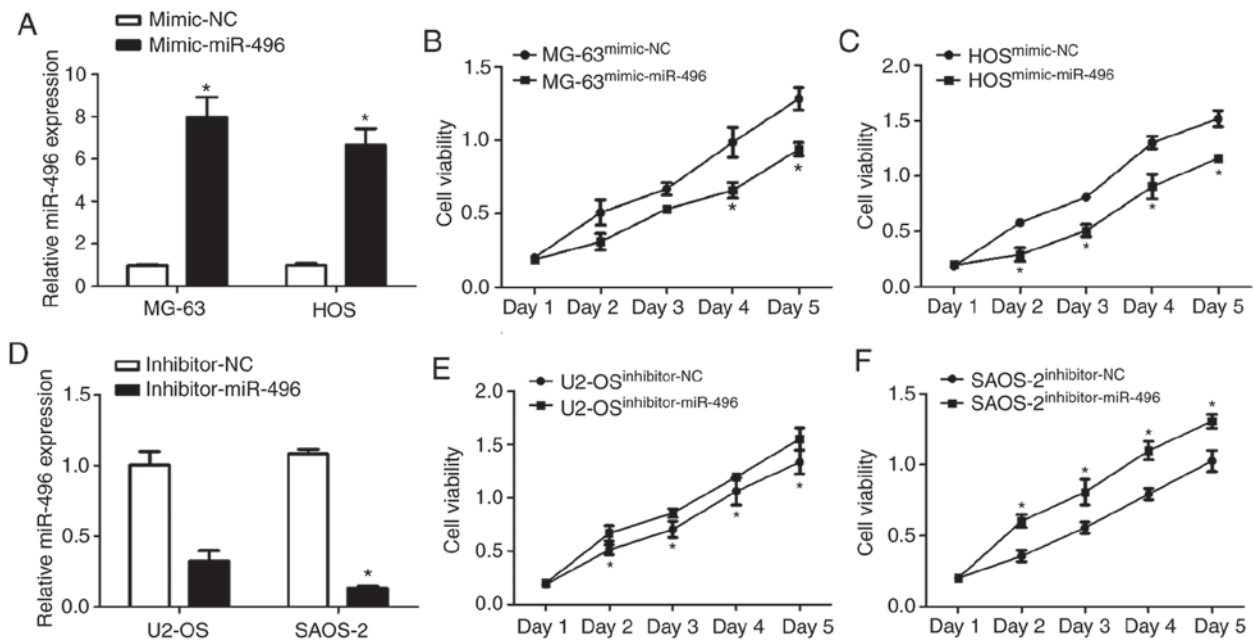 A
Mimic-NC
Mimic-miR-496
Relative miR-496 expression
10
8
6
4
2
0
*
*
MG-63
HOS
B
MG-63mimic-NC
MG-63mimic-miR-496
Cell viability
1.5
1.0
0.5
0.0
*
*
Day 1 Day 2 Day 3 Day 4 Day 5
C
HOSmimic-NC
HOSmimic-miR-496
Cell viability
2.0
1.5
1.0
0.5
0.0
*
*
*
*
Day 1 Day 2 Day 3 Day 4 Day 5
D
Inhibitor-NC
Inhibitor-miR-496
Relative miR-496 expression
1.5
1.0
0.5
0.0
*
U2-OS
SAOS-2
E
U2-OSinhibitor-NC
U2-OSinhibitor-miR-496
Cell viability
2.0
1.5
1.0
0.5
0.0
*
*
*
*
Day 1 Day 2 Day 3 Day 4 Day 5
F
SAOS-2inhibitor-NC
SAOS-2inhibitor-miR-496
Cell viability
1.5
1.0
0.5
0.0
*
*
*
*
Day 1 Day 2 Day 3 Day 4 Day 5